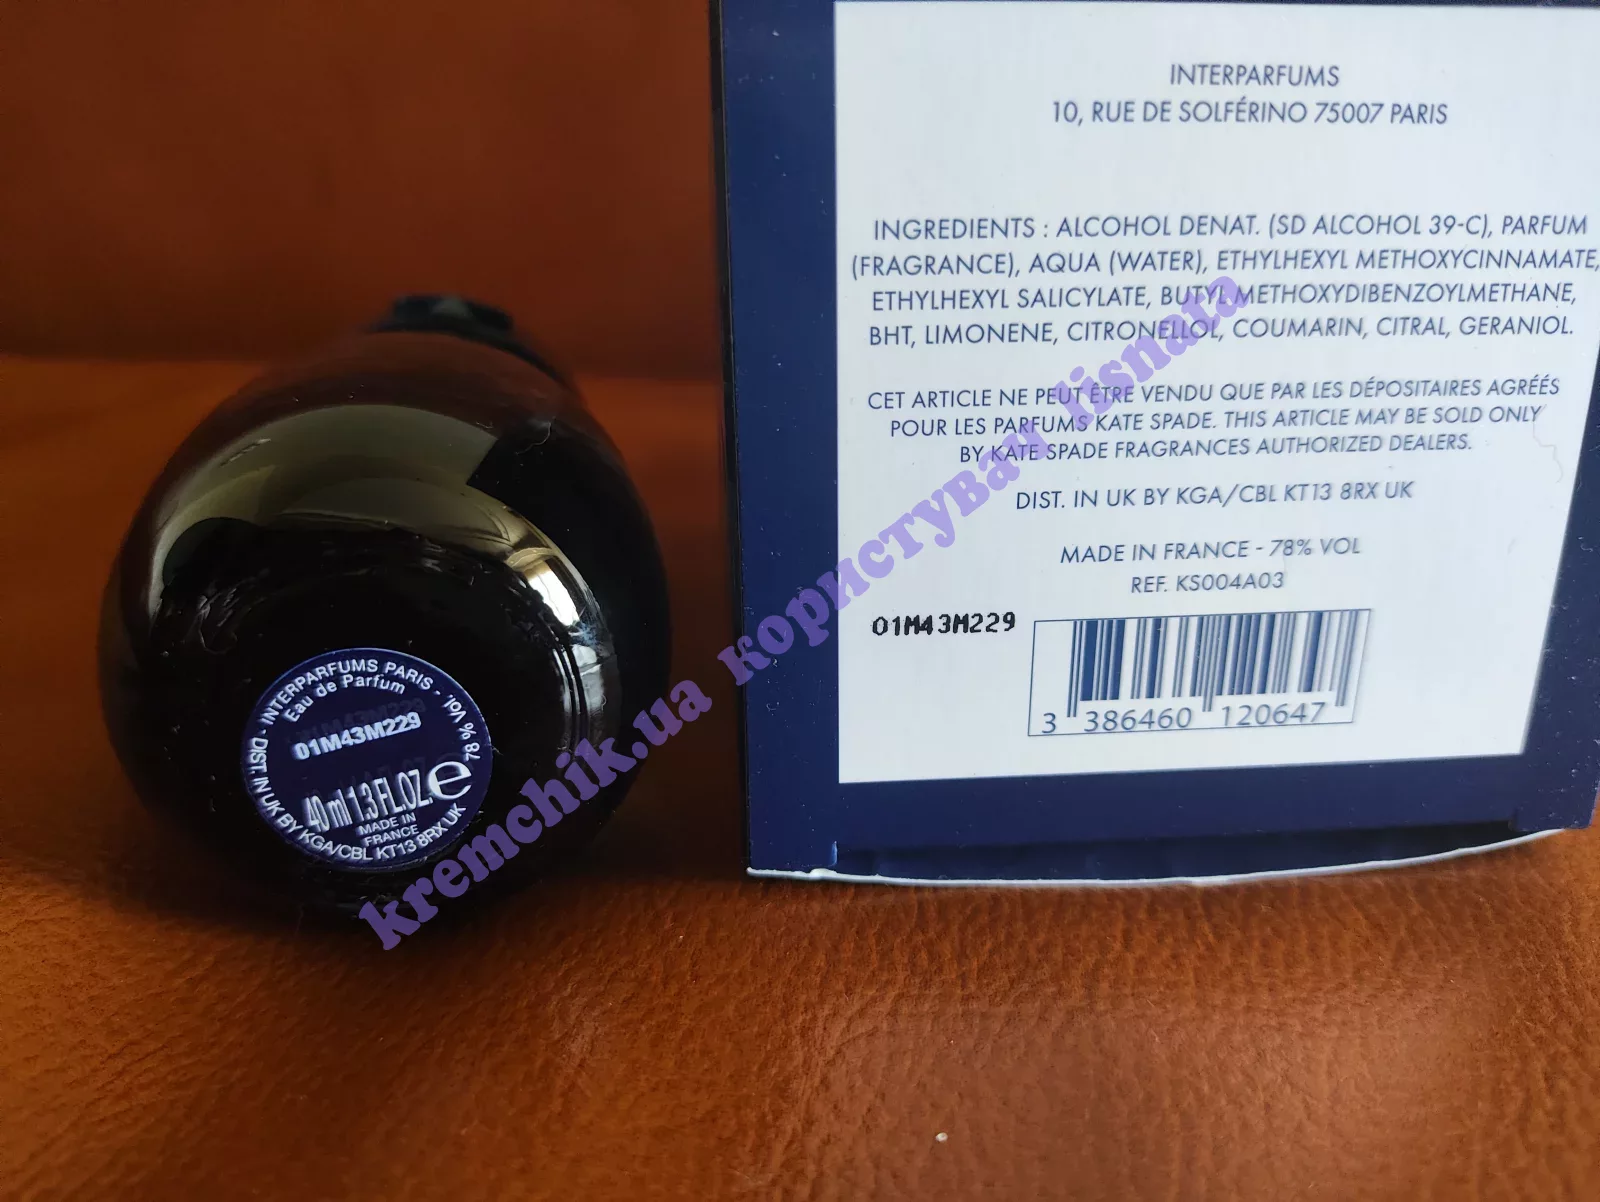 INTERPARFUMS PARIS - 78% VOL. - DIST. IN UK BY KGA/CBL KT13 8RX UK
Eau de Parfum
01M43M229
40 ml 1.3 FL.OZ. e
MADE IN
FRANCE
INTERPARFUMS
10, RUE DE SOLFÉRINO 75007 PARIS
INGREDIENTS : ALCOHOL DENAT. (SD ALCOHOL 39-C), PARFUM
(FRAGRANCE), AQUA (WATER), ETHYLHEXYL METHOXYCINNAMATE,
ETHYLHEXYL SALICYLATE, BUTYL METHOXYDIBENZOYLMETHANE,
BHT, LIMONENE, CITRONELLOL, COUMARIN, CITRAL, GERANIOL.
CET ARTICLE NE PEUT ÊTRE VENDU QUE PAR LES DÉPOSITAIRES AGRÉÉS
POUR LES PARFUMS KATE SPADE. THIS ARTICLE MAY BE SOLD ONLY
BY KATE SPADE FRAGRANCES AUTHORIZED DEALERS.
DIST. IN UK BY KGA/CBL KT13 8RX UK
MADE IN FRANCE - 78% VOL
REF. KS004A03
01M43M229
3 386460 120647
kremchik.ua користувач lisnata